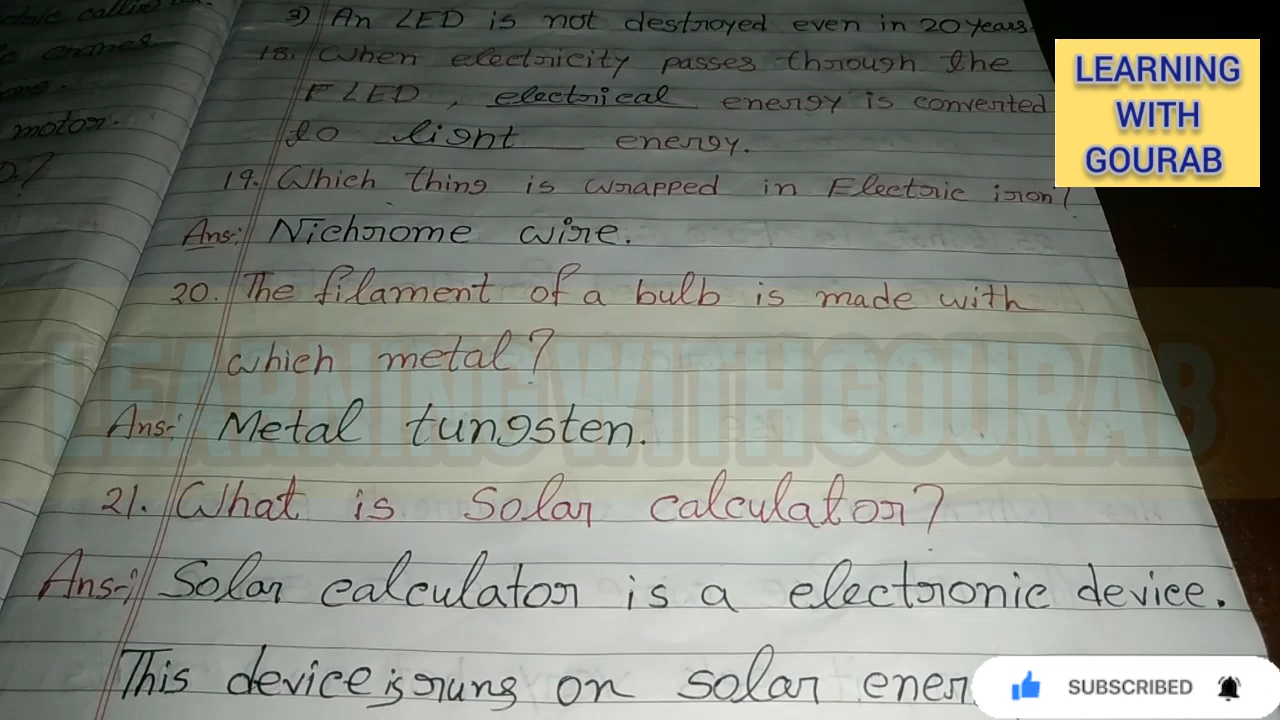 3) An LED is not destroyed even in 20 years
18. When electricity passes through the
F LED, electrical energy is converted
to light energy.
motor.
19. Which thing is wrapped in Electric iron?
Ans:- Nichrome wire.
20. The filament of a bulb is made with
which metal?
Ans:- Metal tungsten.
21. What is solar calculator?
Ans:- Solar calculator is a electronic device.
This device is runs on solar ener
LEARNING
WITH
GOURAB
LEARNING WITH GOURAB
SUBSCRIBED